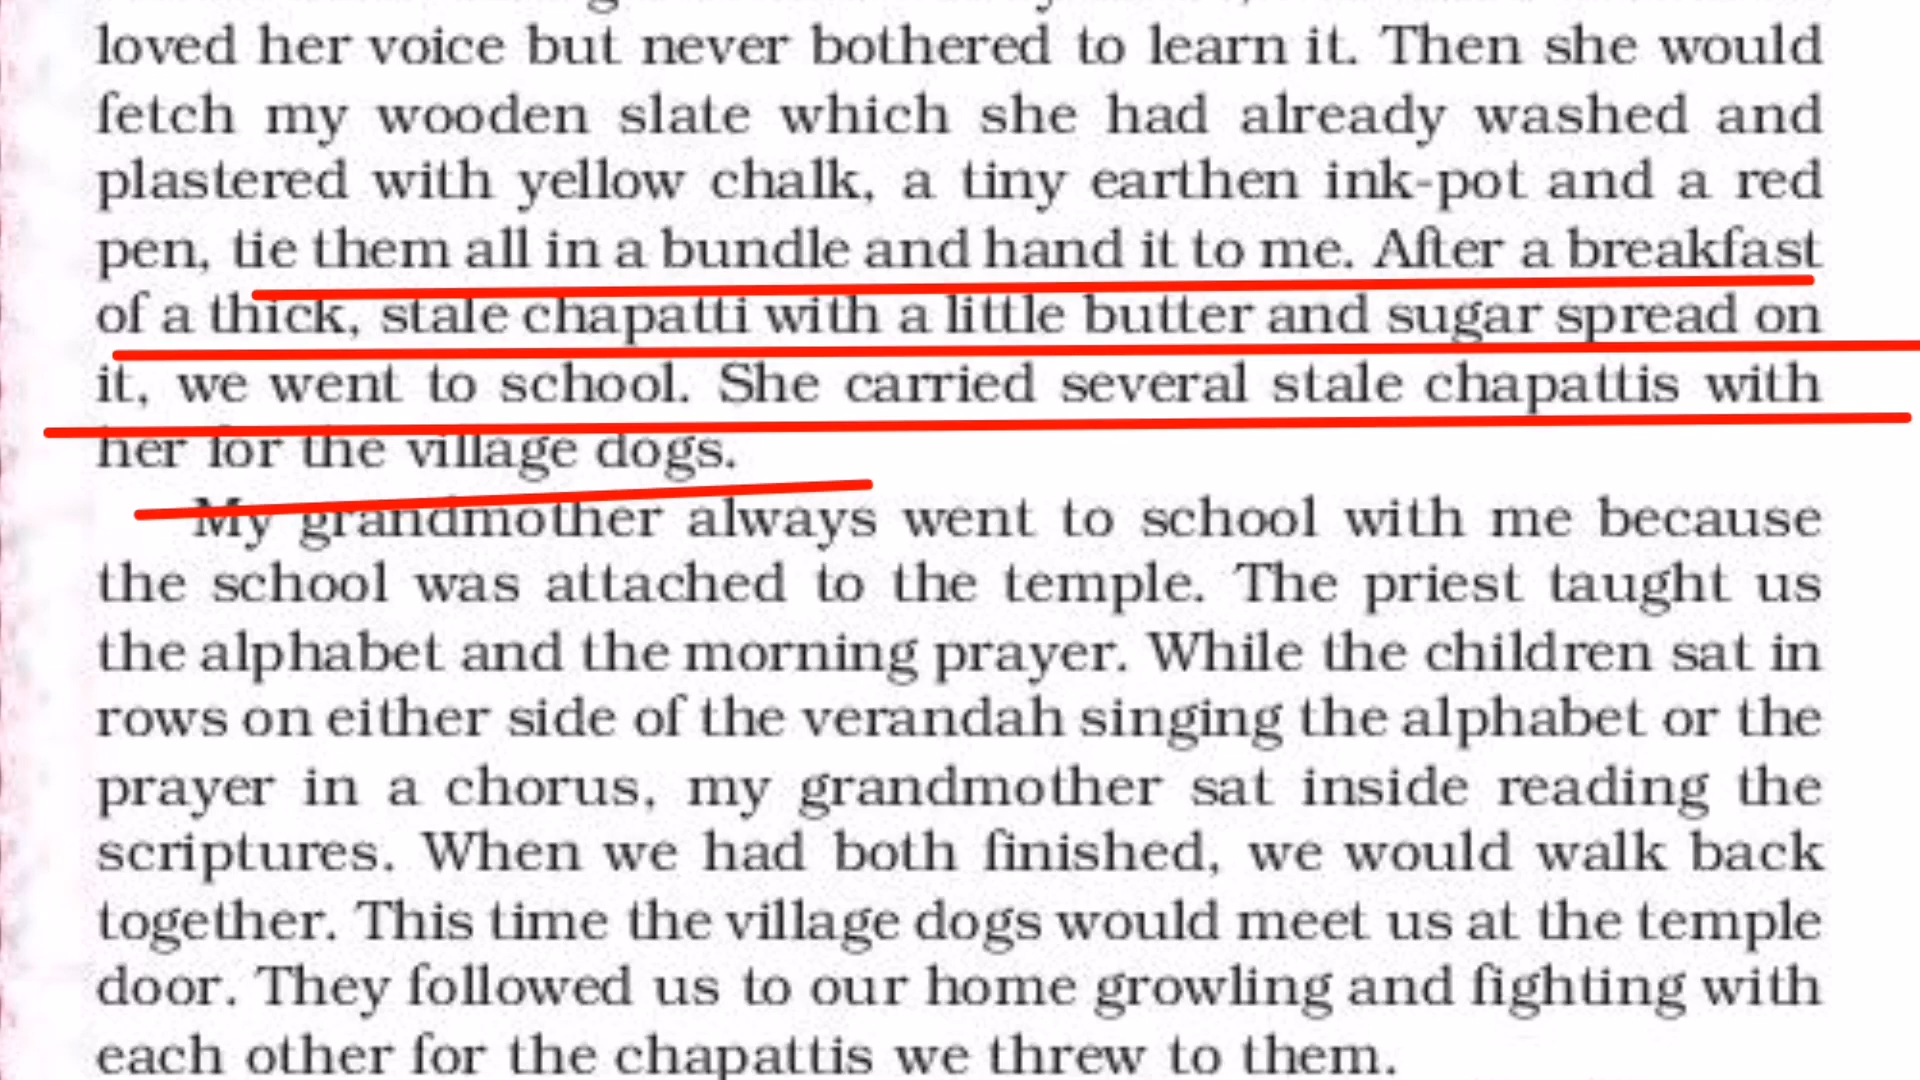 loved her voice but never bothered to learn it. Then she would
fetch my wooden slate which she had already washed and
plastered with yellow chalk, a tiny earthen ink-pot and a red
pen, tie them all in a bundle and hand it to me. After a breakfast
of a thick, stale chapatti with a little butter and sugar spread on
it, we went to school. She carried several stale chapattis with
her for the village dogs.
My grandmother always went to school with me because
the school was attached to the temple. The priest taught us
the alphabet and the morning prayer. While the children sat in
rows on either side of the verandah singing the alphabet or the
prayer in a chorus, my grandmother sat inside reading the
scriptures. When we had both finished, we would walk back
together. This time the village dogs would meet us at the temple
door. They followed us to our home growling and fighting with
each other for the chapattis we threw to them.